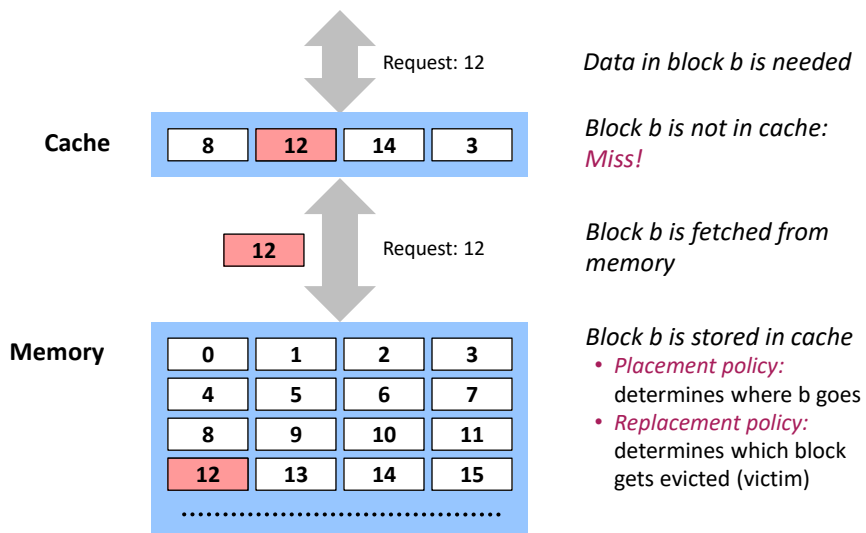 Request: 12
Data in block b is needed
Cache
8 12 14 3
Block b is not in cache:
Miss!
12
Request: 12
Block b is fetched from
memory
Memory
0 1 2 3
4 5 6 7
8 9 10 11
12 13 14 15
Block b is stored in cache
• Placement policy:
determines where b goes
• Replacement policy:
determines which block
gets evicted (victim)